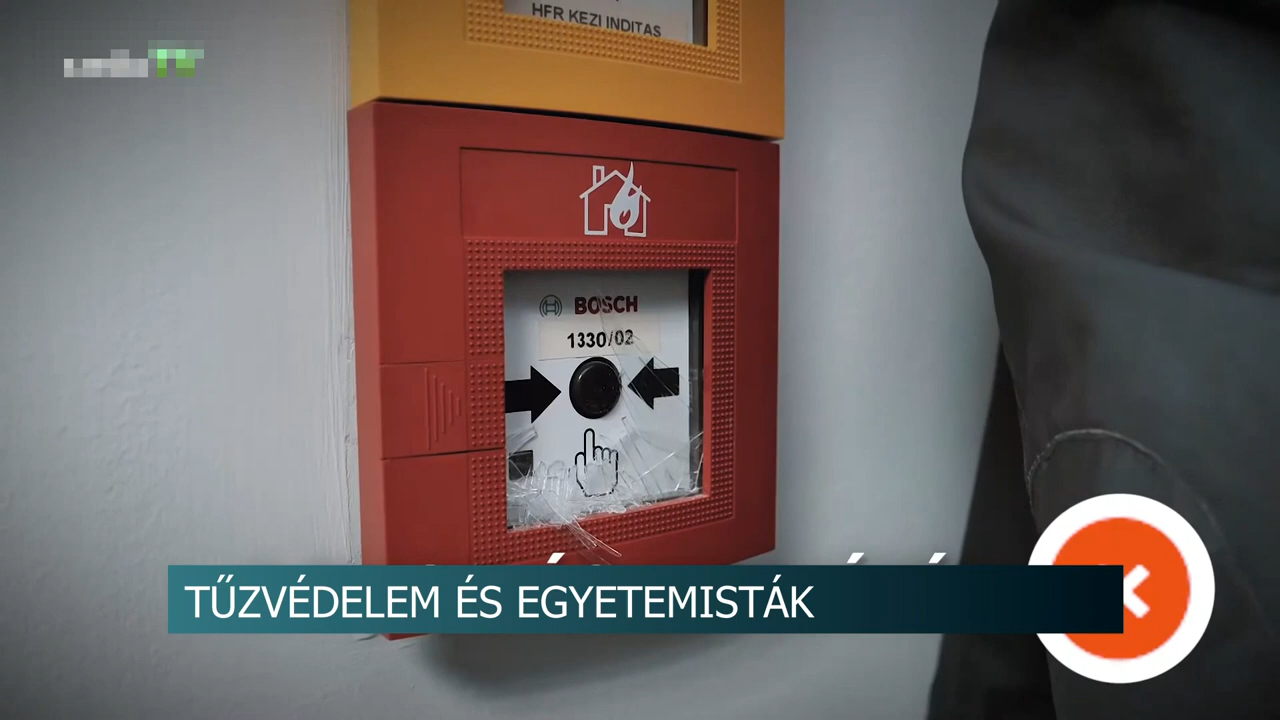 HFR KEZI INDITAS
BOSCH
1330/02
TŰZVÉDELEM ÉS EGYETEMISTÁK